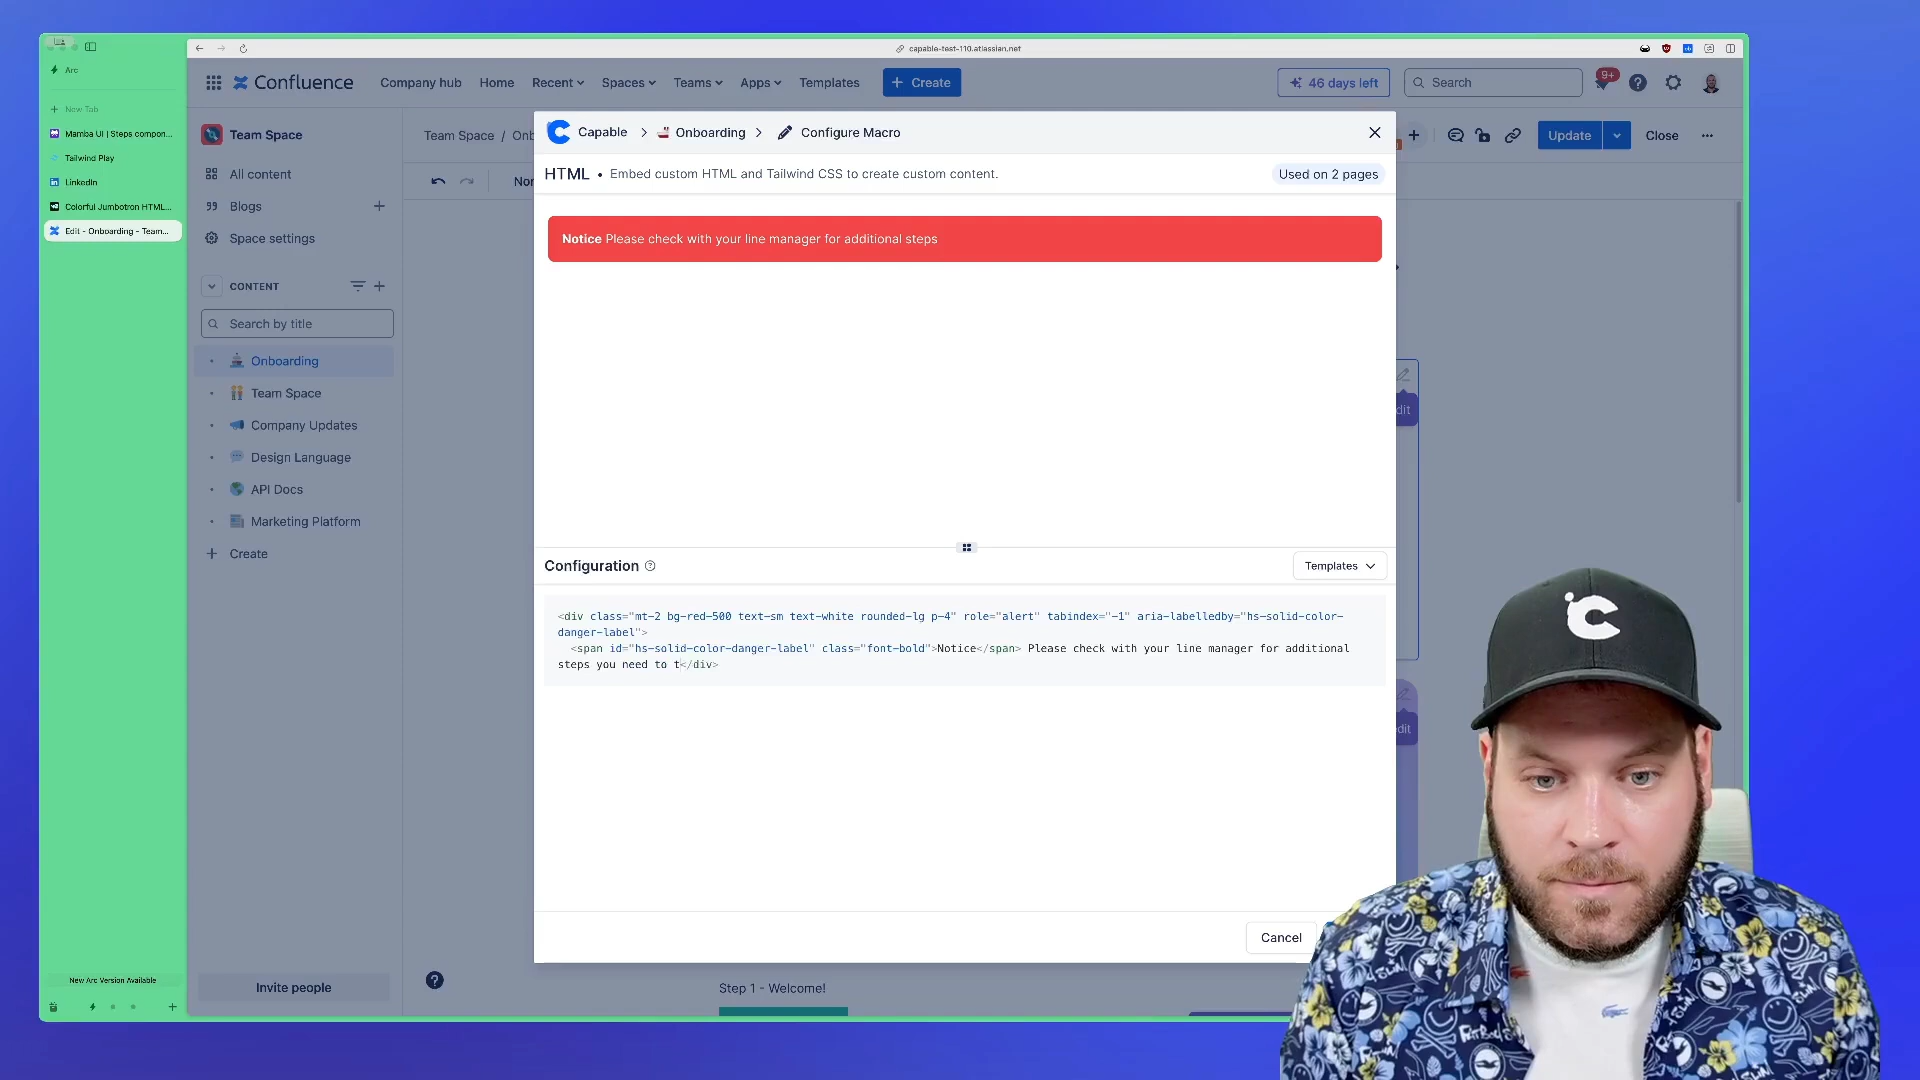 capable-test-110.atlassian.net
Arc
New Tab
Mamba UI | Steps compon...
Tailwind Play
LinkedIn
Colorful Jumbotron HTML...
Edit - Onboarding - Team...
New Arc Version Available
Confluence
Company hub
Home
Recent
Spaces
Teams
Apps
Templates
Create
46 days left
Search
9+
Team Space
All content
Blogs
Space settings
CONTENT
Search by title
Onboarding
Team Space
Company Updates
Design Language
API Docs
Marketing Platform
Create
Invite people
Team Space / Onb
Nor
Update
Close
Capable
Onboarding
Configure Macro
HTML • Embed custom HTML and Tailwind CSS to create custom content.
Used on 2 pages
Notice Please check with your line manager for additional steps
Configuration
Templates
<div class="mt-2 bg-red-500 text-sm text-white rounded-lg p-4" role="alert" tabindex="-1" aria-labelledby="hs-solid-color-
danger-label">
<span id="hs-solid-color-danger-label" class="font-bold">Notice</span> Please check with your line manager for additional
steps you need to t</div>
Cancel
dit
edit
Step 1 - Welcome!